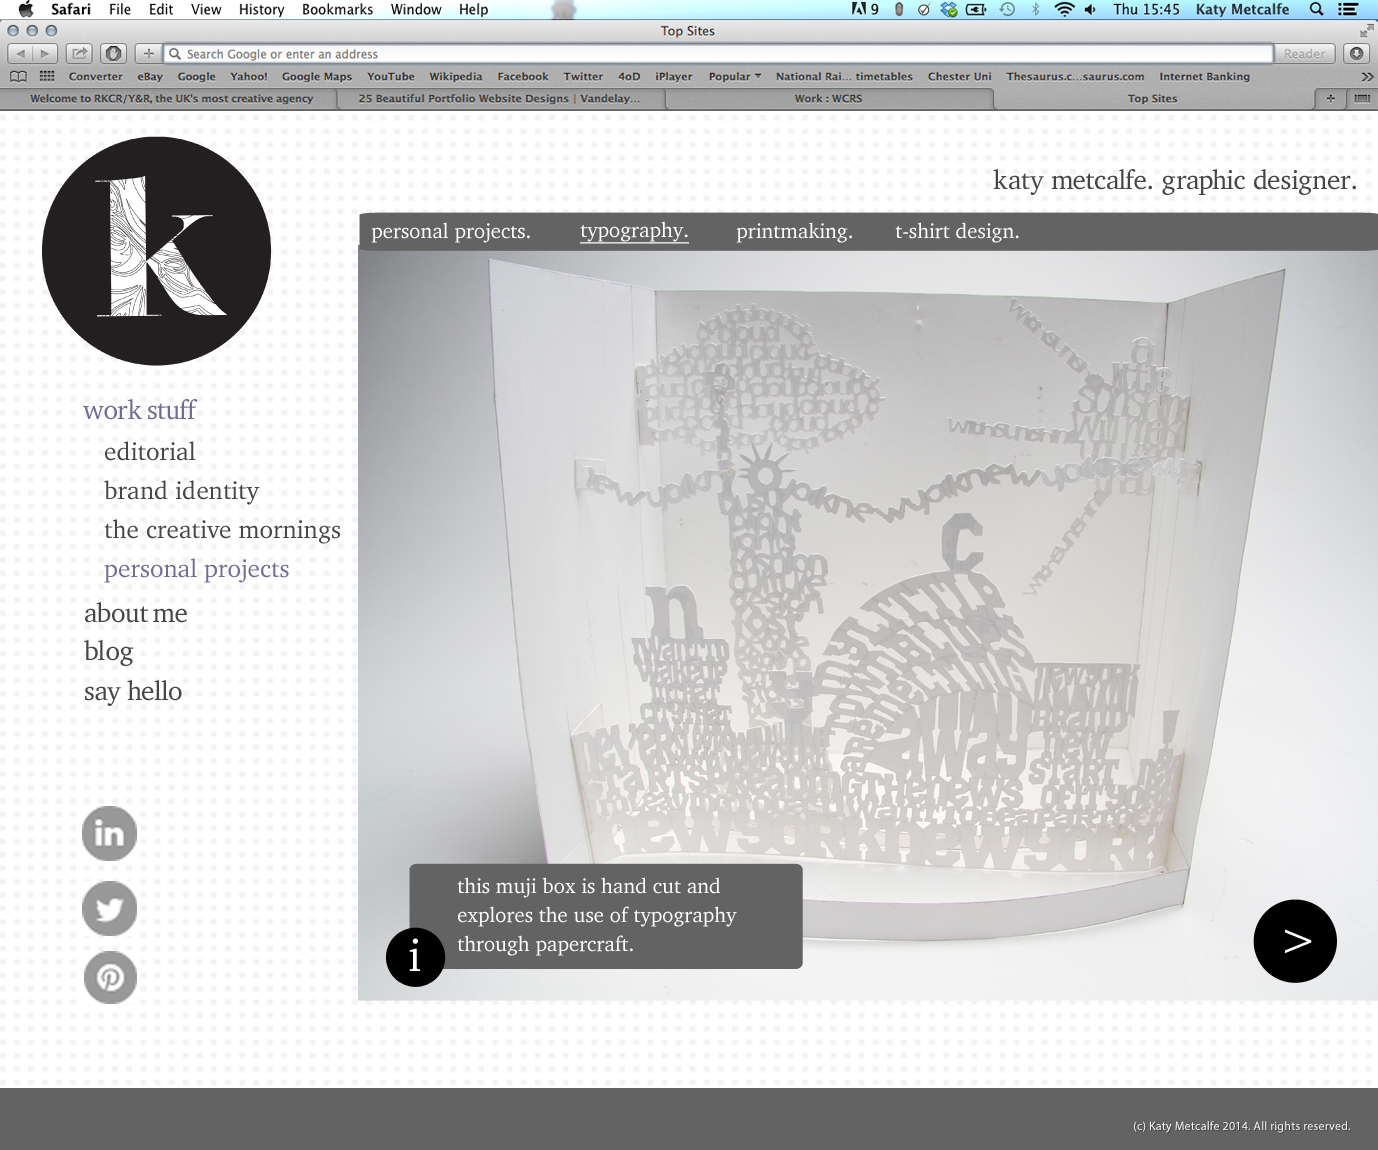 Safari File Edit View History Bookmarks Window Help 9 Thu 15:45 Katy Metcalfe
Top Sites
Search Google or enter an address Reader
Converter eBay Google Yahoo! Google Maps YouTube Wikipedia Facebook Twitter 4oD iPlayer Popular National Rai... timetables Chester Uni Thesaurus.c...saurus.com Internet Banking
Welcome to RKCR/Y&R, the UK's most creative agency 25 Beautiful Portfolio Website Designs | Vandelay... Work : WCRS Top Sites
k
katy metcalfe. graphic designer.
personal projects. typography. printmaking. t-shirt design.
work stuff
editorial
brand identity
the creative mornings
personal projects
about me
blog
say hello
in
n
c
away
newyorknewyork
this muji box is hand cut and
explores the use of typography
through papercraft.
i
>
(c) Katy Metcalfe 2014. All rights reserved.